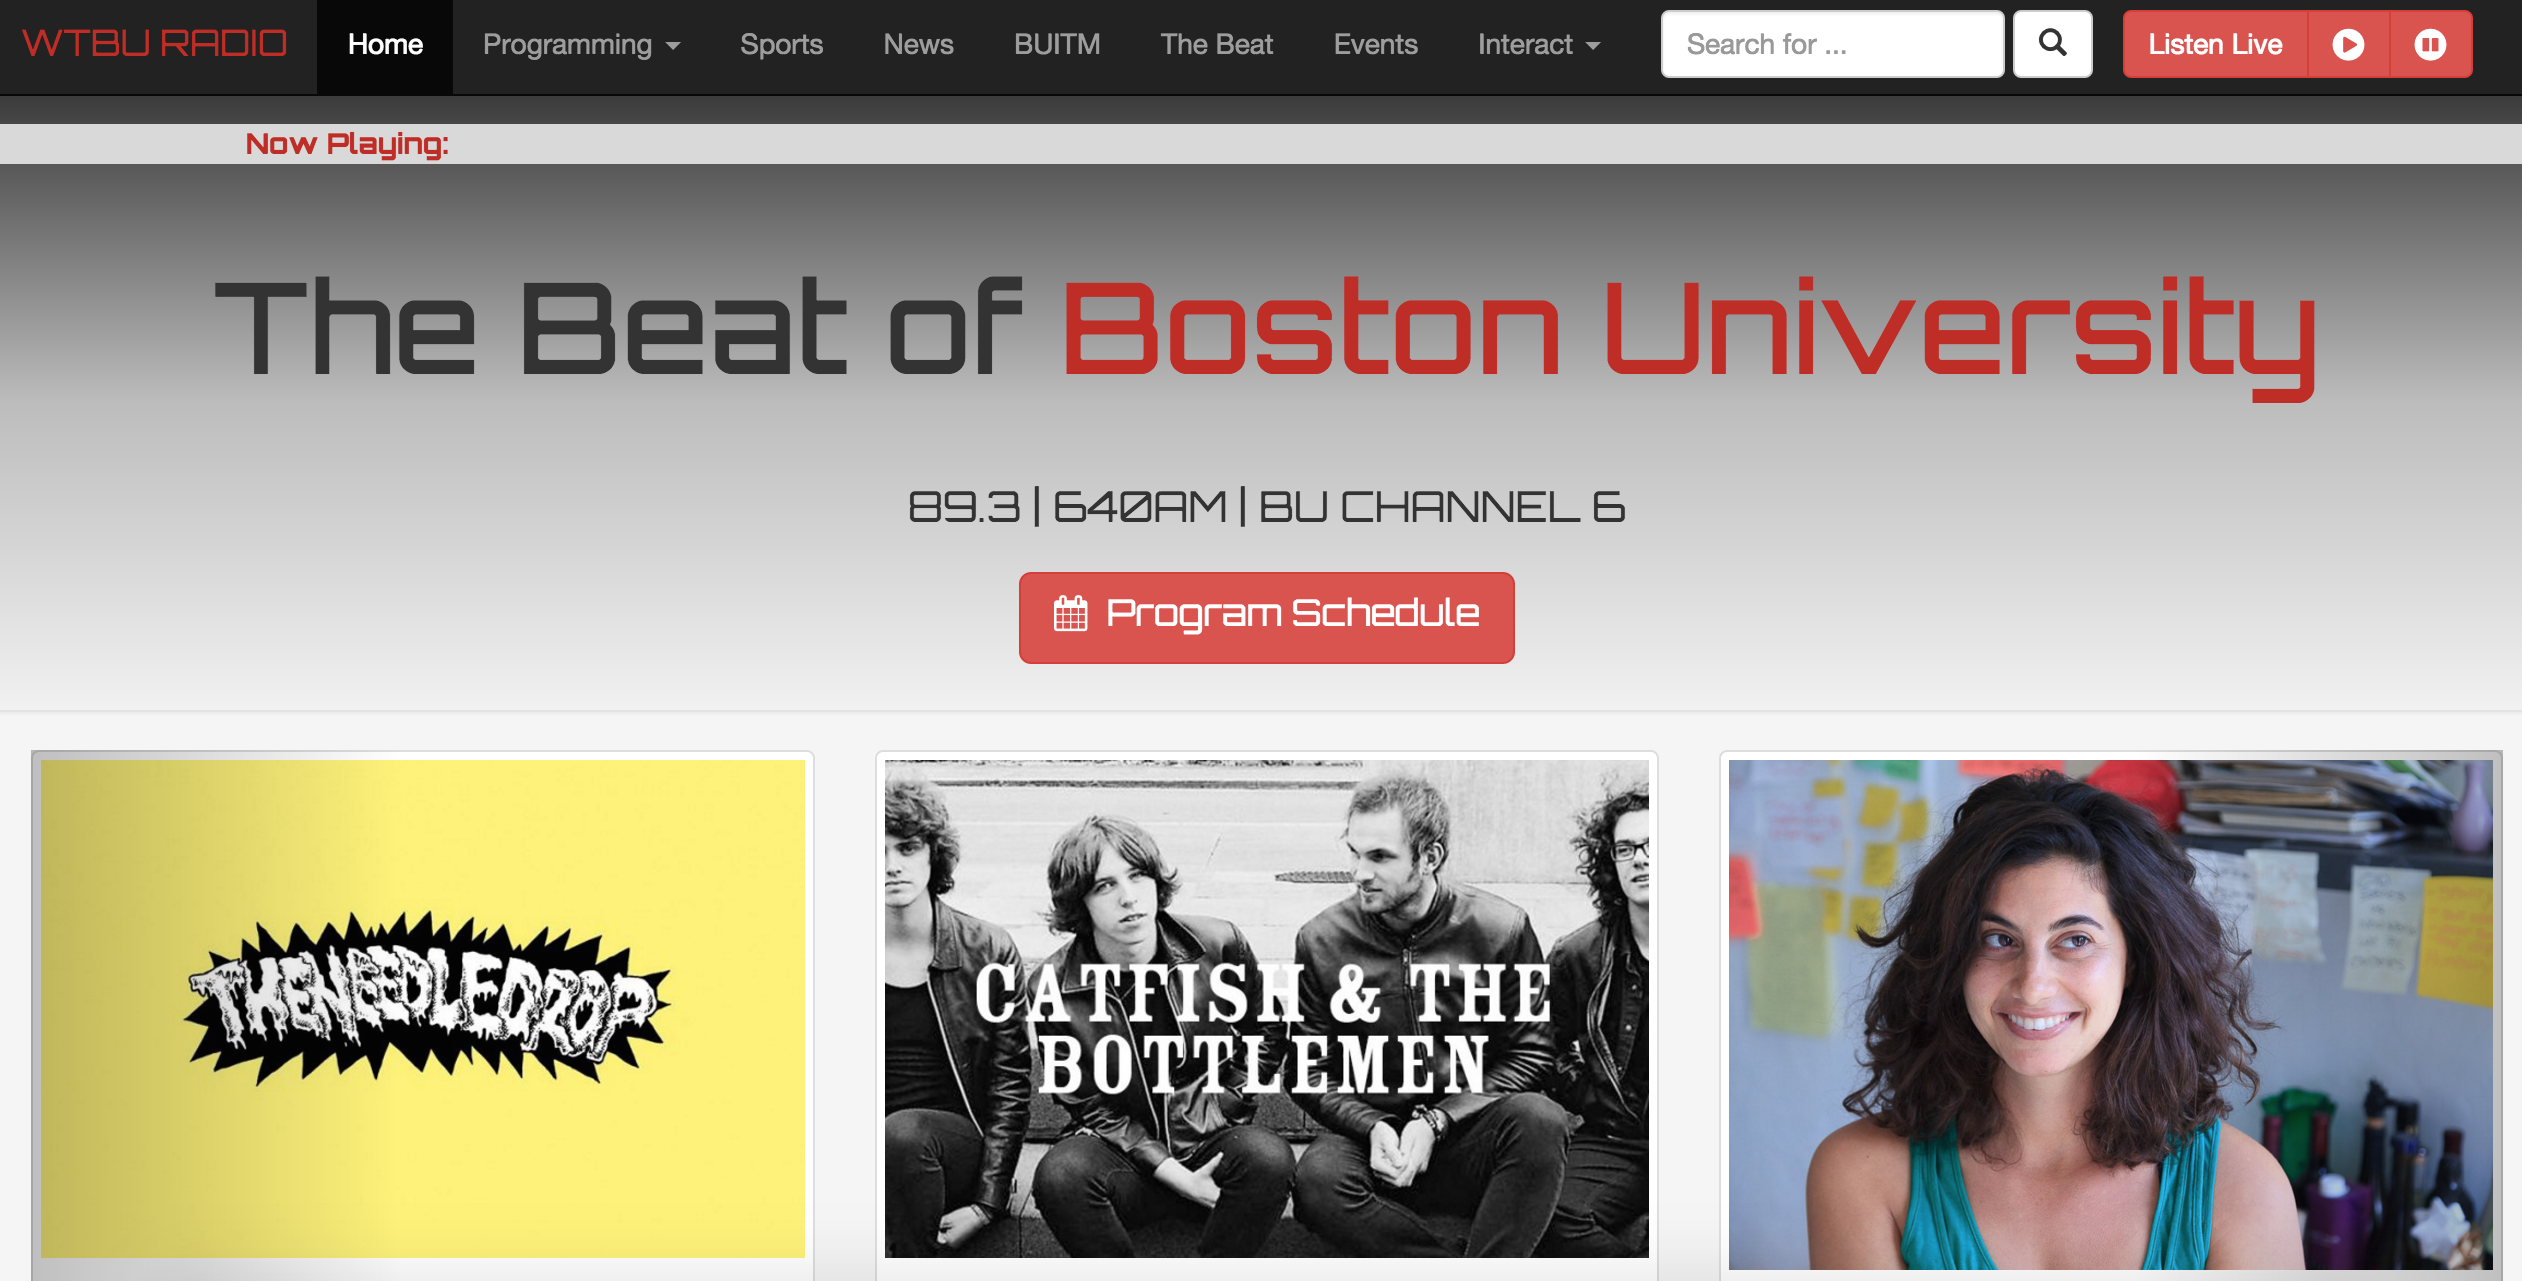 WTBU RADIO Home Programming Sports News BUITM The Beat Events Interact Search for ... Listen Live
Now Playing:
The Beat of Boston University
89.3 | 640AM | BU CHANNEL 6
Program Schedule
THENEEDLEDROP
CATFISH & THE
BOTTLEMEN